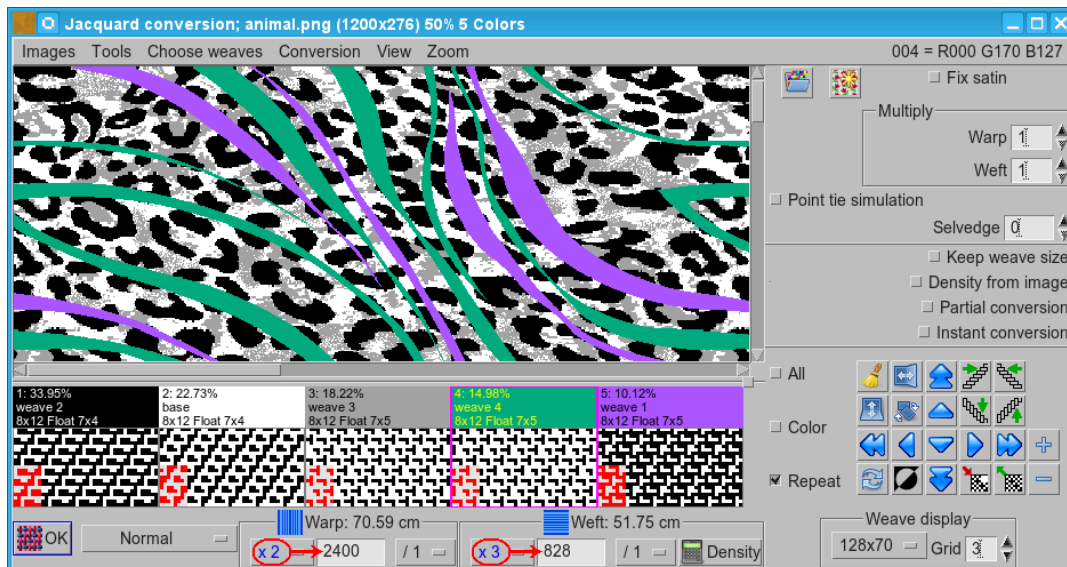 Jacquard conversion; animal.png (1200x276) 50% 5 Colors
Images Tools Choose weaves Conversion View Zoom 004 = R000 G170 B127
Fix satin
Multiply
Warp 1
Weft 1
Point tie simulation
Selvedge 0
Keep weave size
Density from image
Partial conversion
Instant conversion
All
1: 33.95% 2: 22.73% 3: 18.22% 4: 14.98% 5: 10.12%
weave 2 base weave 3 weave 4 weave 1
8x12 Float 7x4 8x12 Float 7x4 8x12 Float 7x5 8x12 Float 7x5 8x12 Float 7x5
Color
Repeat
Warp: 70.59 cm Weft: 51.75 cm Weave display
OK Normal x 2 2400 / 1 x 3 828 / 1 Density 128x70 Grid 3